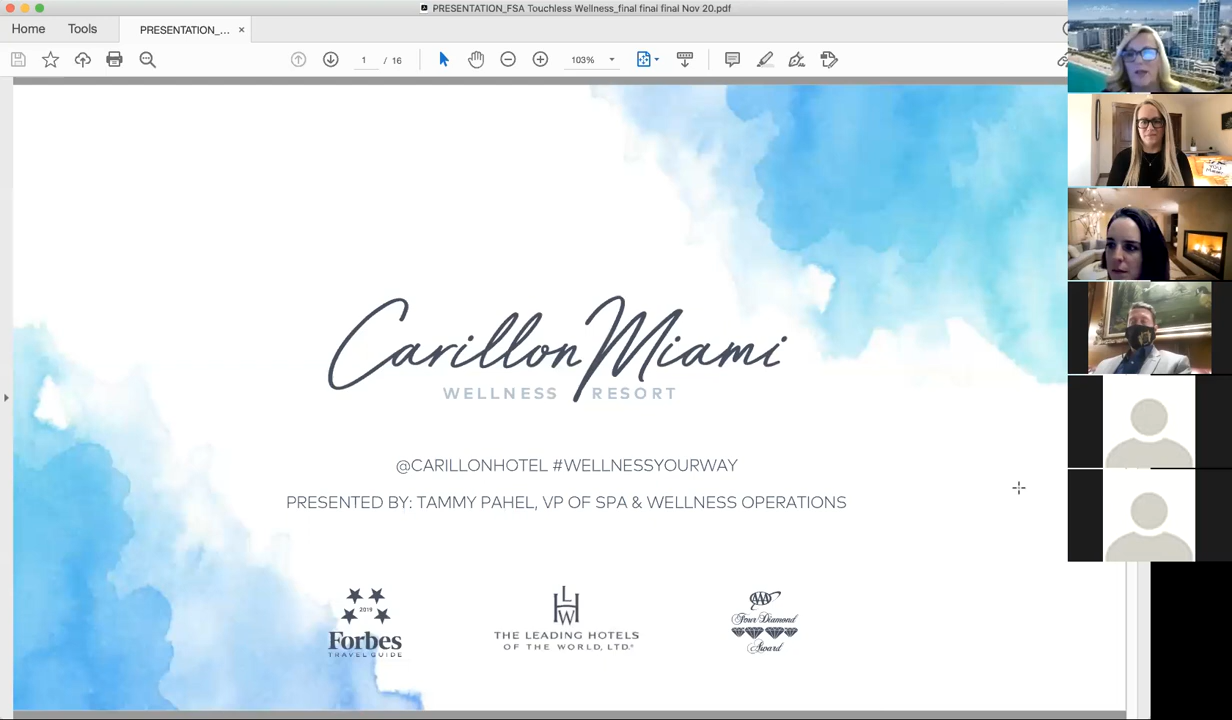 PRESENTATION_FSA Touchless Wellness_final final final Nov 20.pdf
Home Tools PRESENTATION_... ×
1 / 16 103%
Carillon Miami
WELLNESS RESORT
@CARILLONHOTEL #WELLNESSYOURWAY
PRESENTED BY: TAMMY PAHEL, VP OF SPA & WELLNESS OPERATIONS
2019
Forbes
TRAVEL GUIDE
L
H
W
THE LEADING HOTELS
OF THE WORLD, LTD.®
AAA
Four Diamond
Award